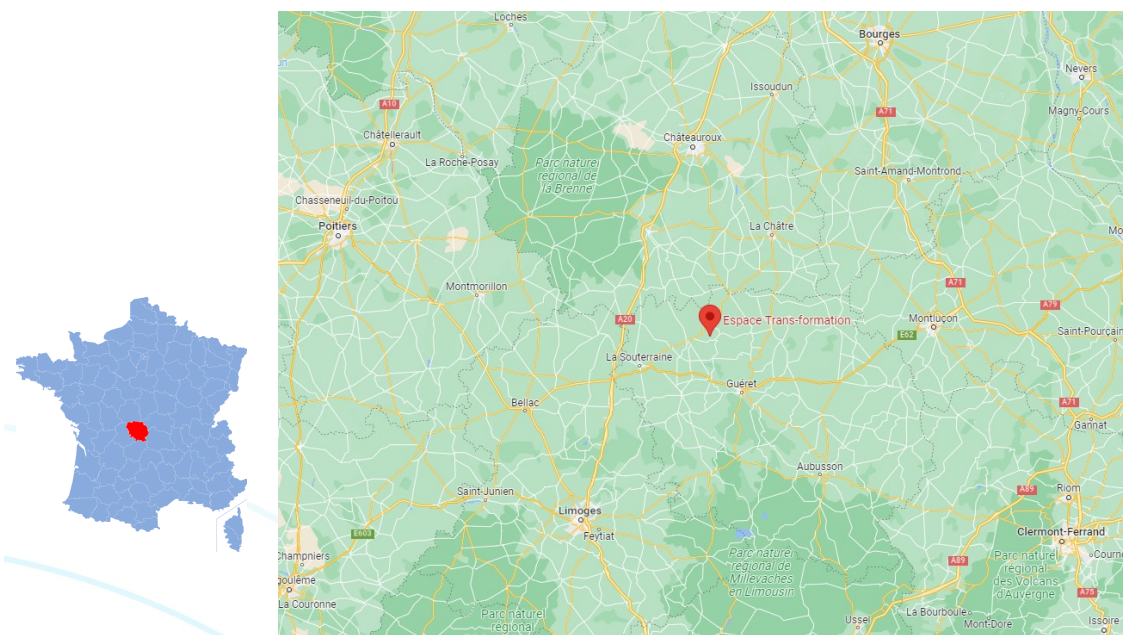 Loches
Bourges
Nevers
Issoudun
A10
A71
Magny-Cours
Châtellerault
Châteauroux
La Roche-Posay
Parc naturel
régional de
la Brenne
Saint-Amand-Montrond
Chasseneuil-du-Poitou
Poitiers
La Châtre
Mo
A71
Montmorillon
A79
A20
Espace Trans-formation
Montluçon
E62
Saint-Pourçain
La Souterraine
Guéret
Bellac
A71
Gannat
Aubusson
Saint-Junien
A89
Riom
Limoges
Feytiat
E603
Clermont-Ferrand
Champniers
Parc naturel
régional de
Millevaches
en Limousin
A89
Parc naturel
régional
des Volcans
d'Auvergne
Courno
goulême
La Couronne
A75
Parc naturel
régional
La Bourboule
Ussel
Mont-Dore
Issoire